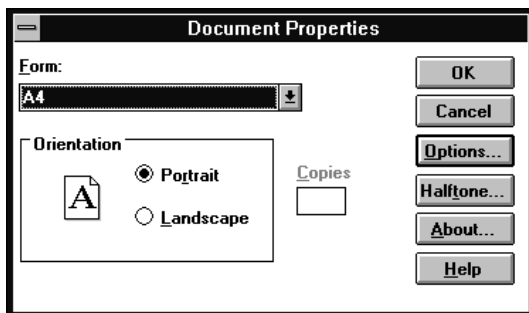 Document Properties
Form:
A4
OK
Cancel
Options...
Halftone...
About...
Help
Orientation
A
Portrait
Landscape
Copies